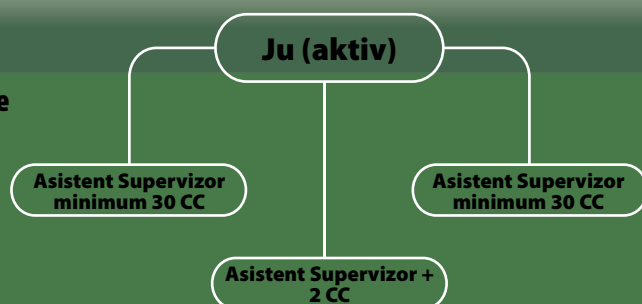 Ju (aktiv)
e
Asistent Supervizor
minimum 30 CC
Asistent Supervizor
minimum 30 CC
Asistent Supervizor +
2 CC